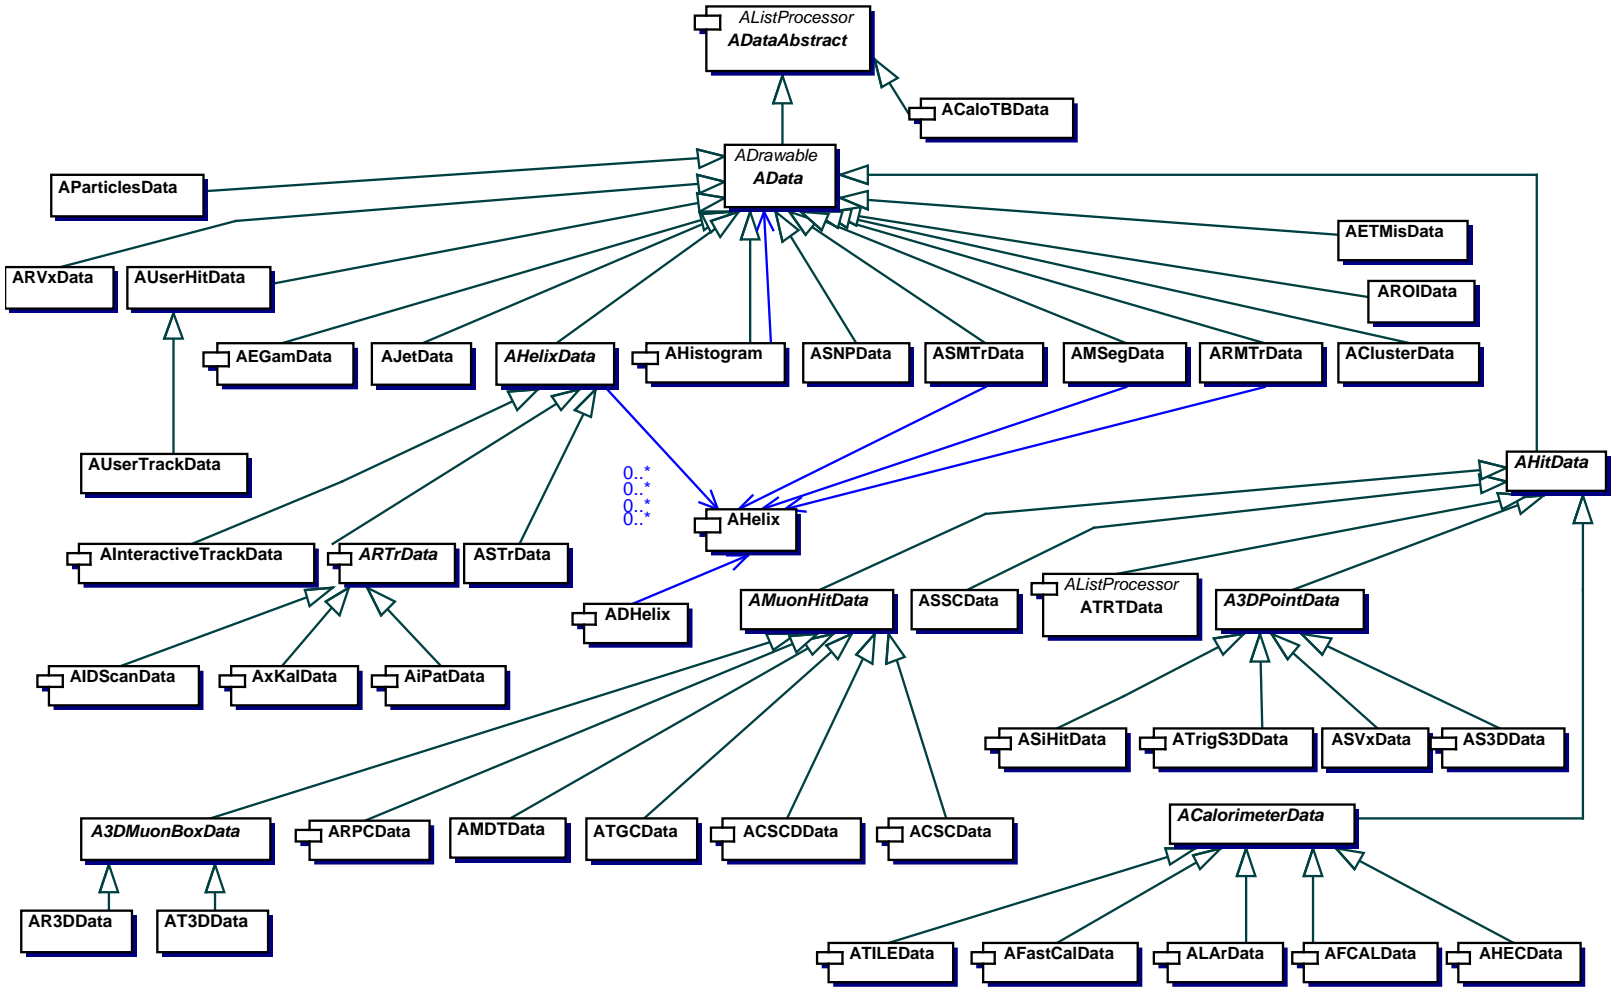 AListProcessor
ADataAbstract
ACaloTBData
ADrawable
AData
AParticlesData
AETMisData
ARVxData
AUserHitData
AROIData
AEGamData
AJetData
AHelixData
AHistogram
ASNPData
ASMTrData
AMSegData
ARMTrData
AClusterData
AUserTrackData
AHitData
0..*
0..*
0..*
0..*
AHelix
AInteractiveTrackData
ARTrData
ASTrData
ADHelix
AMuonHitData
ASSCData
AListProcessor
ATRTData
A3DPointData
AIDScanData
AxKalData
AiPatData
ASiHitData
ATrigS3DData
ASVxData
AS3DData
A3DMuonBoxData
ARPCData
AMDTData
ATGCData
ACSCDData
ACSCData
ACalorimeterData
AR3DData
AT3DData
ATILEData
AFastCalData
ALArData
AFCALData
AHECData